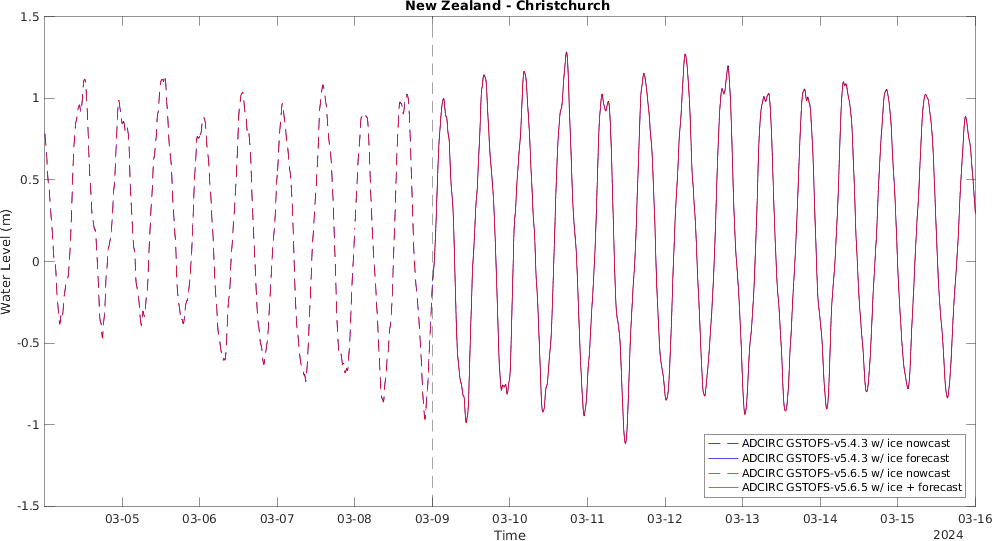 New Zealand - Christchurch
1.5
1
0.5
0
-0.5
-1
-1.5
Water Level (m)
03-05
03-06
03-07
03-08
03-09
03-10
03-11
03-12
03-13
03-14
03-15
03-16
Time
2024
ADCIRC GSTOFS-v5.4.3 w/ ice nowcast
ADCIRC GSTOFS-v5.4.3 w/ ice forecast
ADCIRC GSTOFS-v5.6.5 w/ ice nowcast
ADCIRC GSTOFS-v5.6.5 w/ ice + forecast